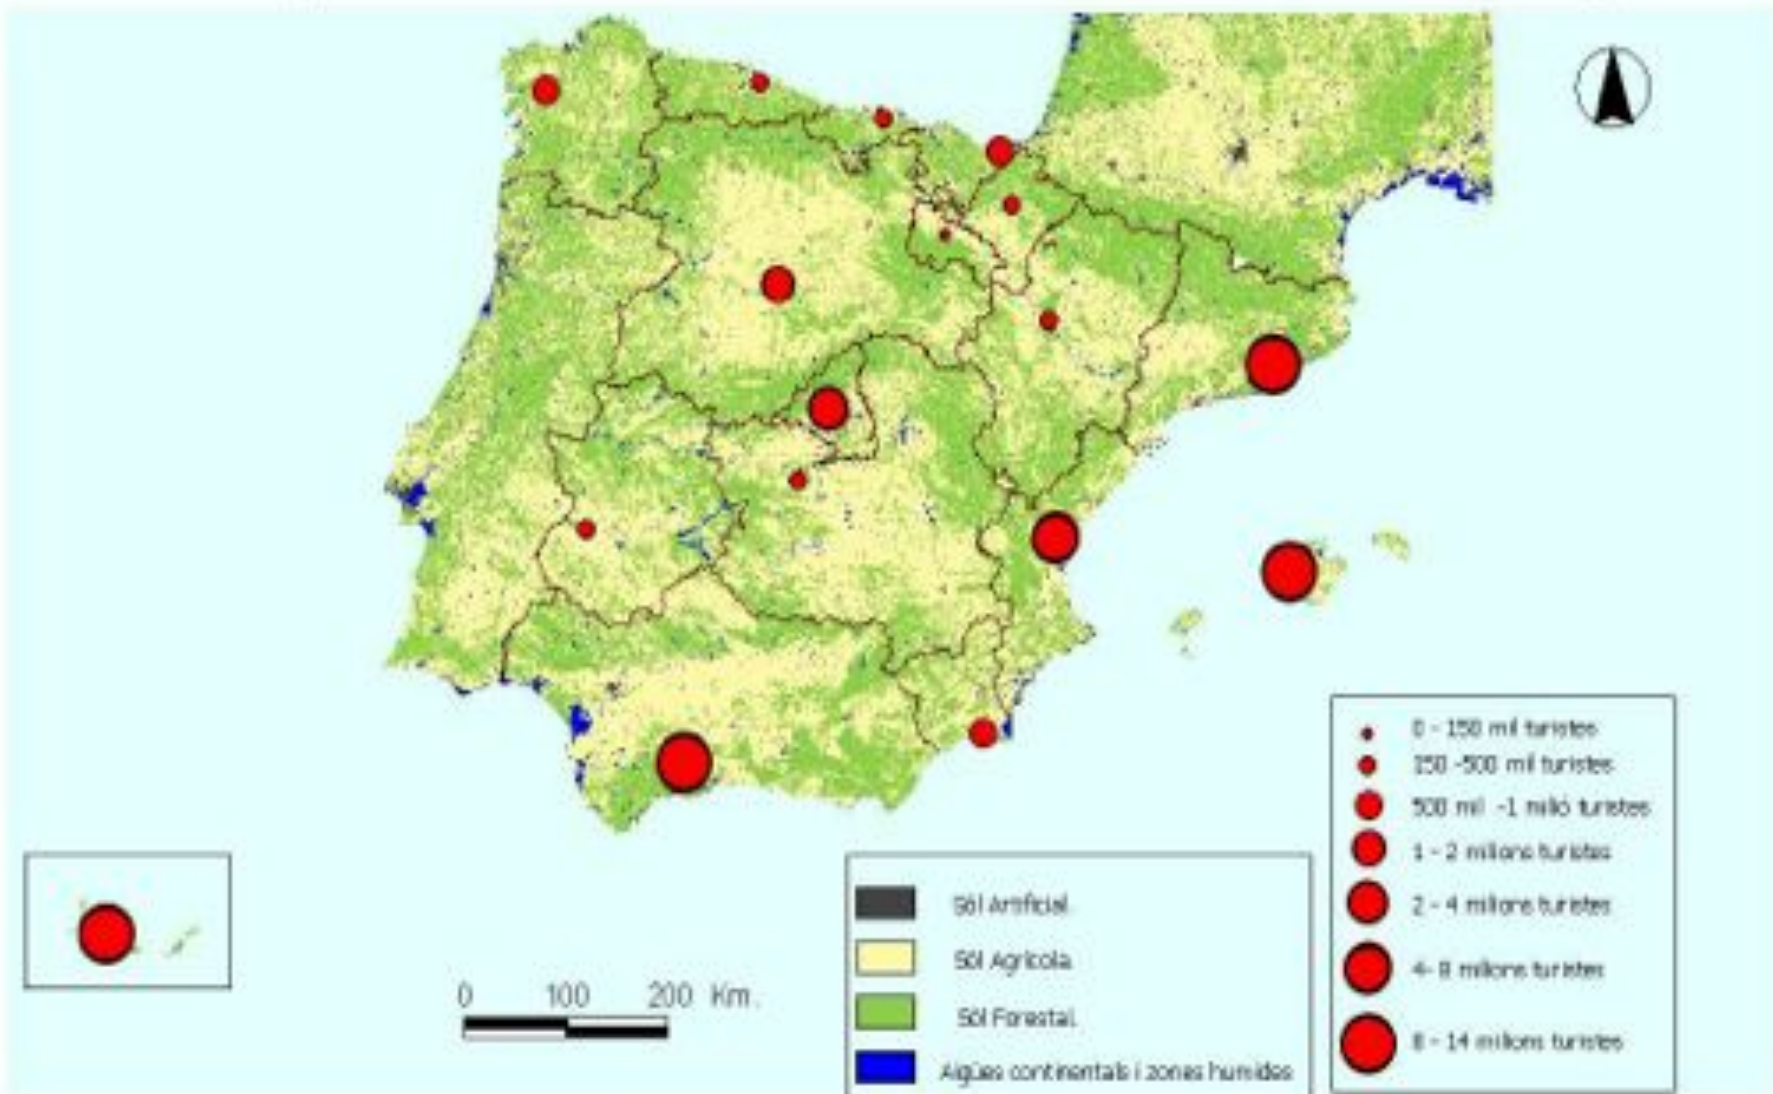 0 100 200 Km.
Sòl Artificial.
Sòl Agrícola.
Sòl Forestal.
Aigües continentals i zones humides
0 - 150 mil turistes
150 -500 mil turistes
500 mil -1 milió turistes
1 - 2 milions turistes
2 - 4 milions turistes
4- 8 milions turistes
8 - 14 milions turistes